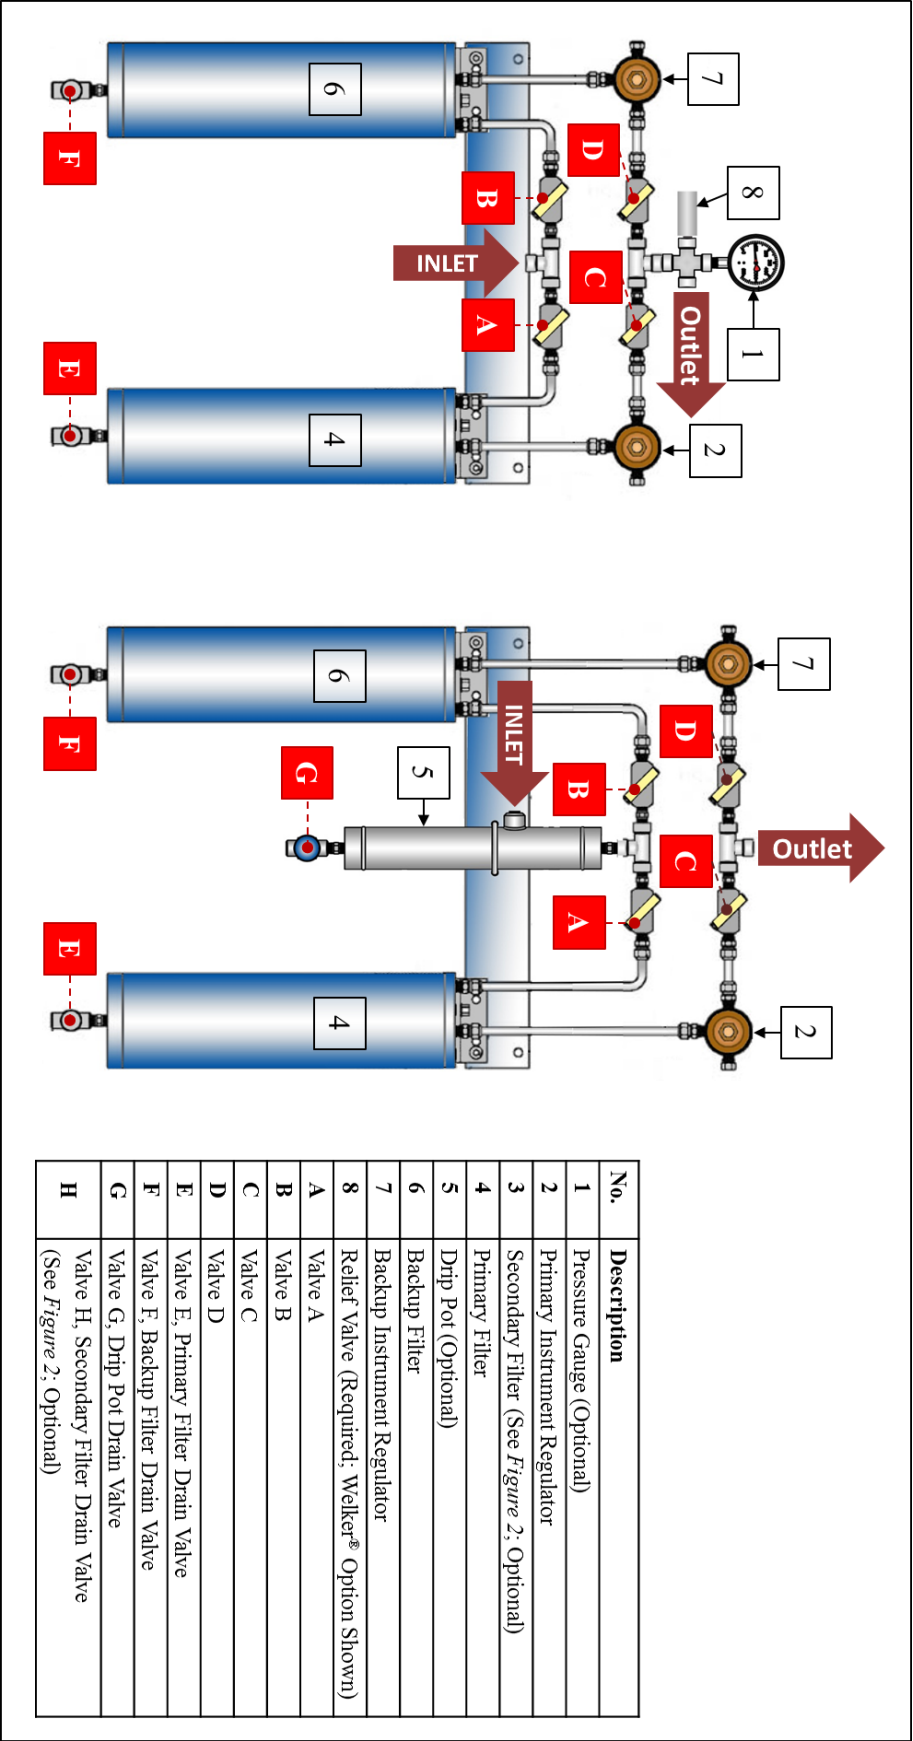 6
7
F
D
B
8
INLET
C
A
Outlet
1
E
4
2
6
7
F
D
INLET
B
G
5
Outlet
C
A
E
4
2
No. Description
1 Pressure Gauge (Optional)
2 Primary Instrument Regulator
3 Secondary Filter (See Figure 2; Optional)
4 Primary Filter
5 Drip Pot (Optional)
6 Backup Filter
7 Backup Instrument Regulator
8 Relief Valve (Required; Welker® Option Shown)
A Valve A
B Valve B
C Valve C
D Valve D
E Valve E, Primary Filter Drain Valve
F Valve F, Backup Filter Drain Valve
G Valve G, Drip Pot Drain Valve
H Valve H, Secondary Filter Drain Valve
(See Figure 2; Optional)